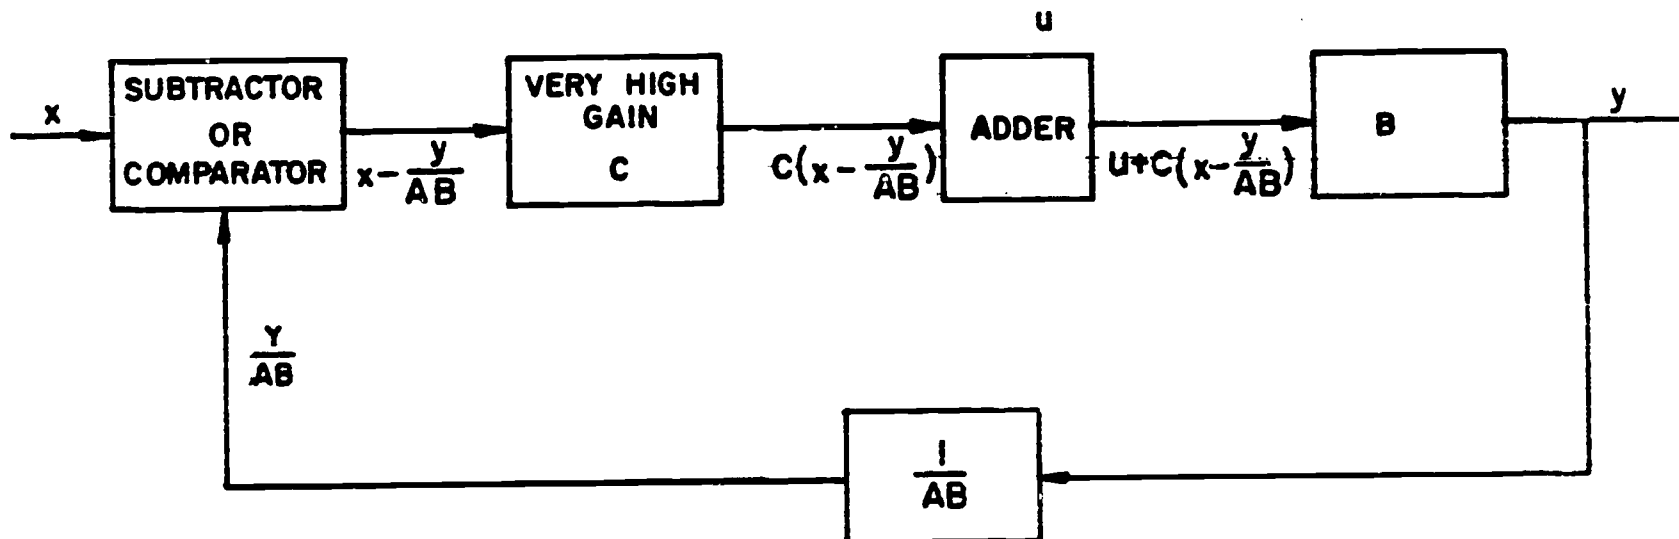 u
x
SUBTRACTOR
OR
COMPARATOR
x - y/AB
VERY HIGH
GAIN
C
C(x - y/AB)
ADDER
u+C(x - y/AB)
B
y
Y/AB
1/AB